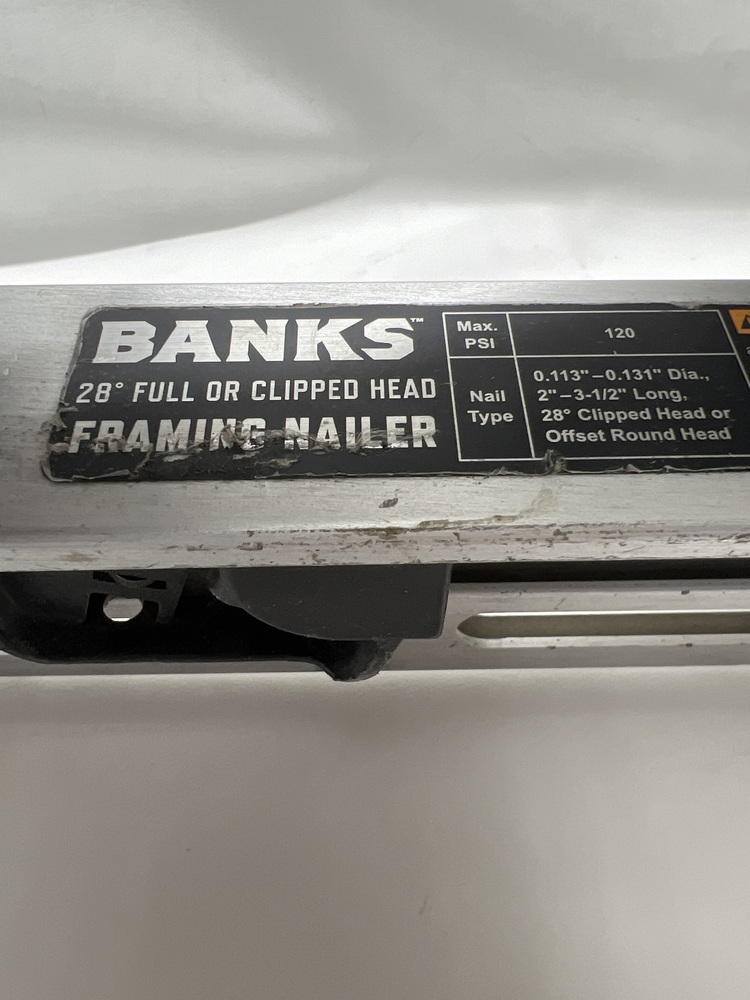 BANKS™
28° FULL OR CLIPPED HEAD
FRAMING NAILER
Max. PSI
120
Nail Type
0.113"–0.131" Dia.,
2"–3-1/2" Long,
28° Clipped Head or
Offset Round Head